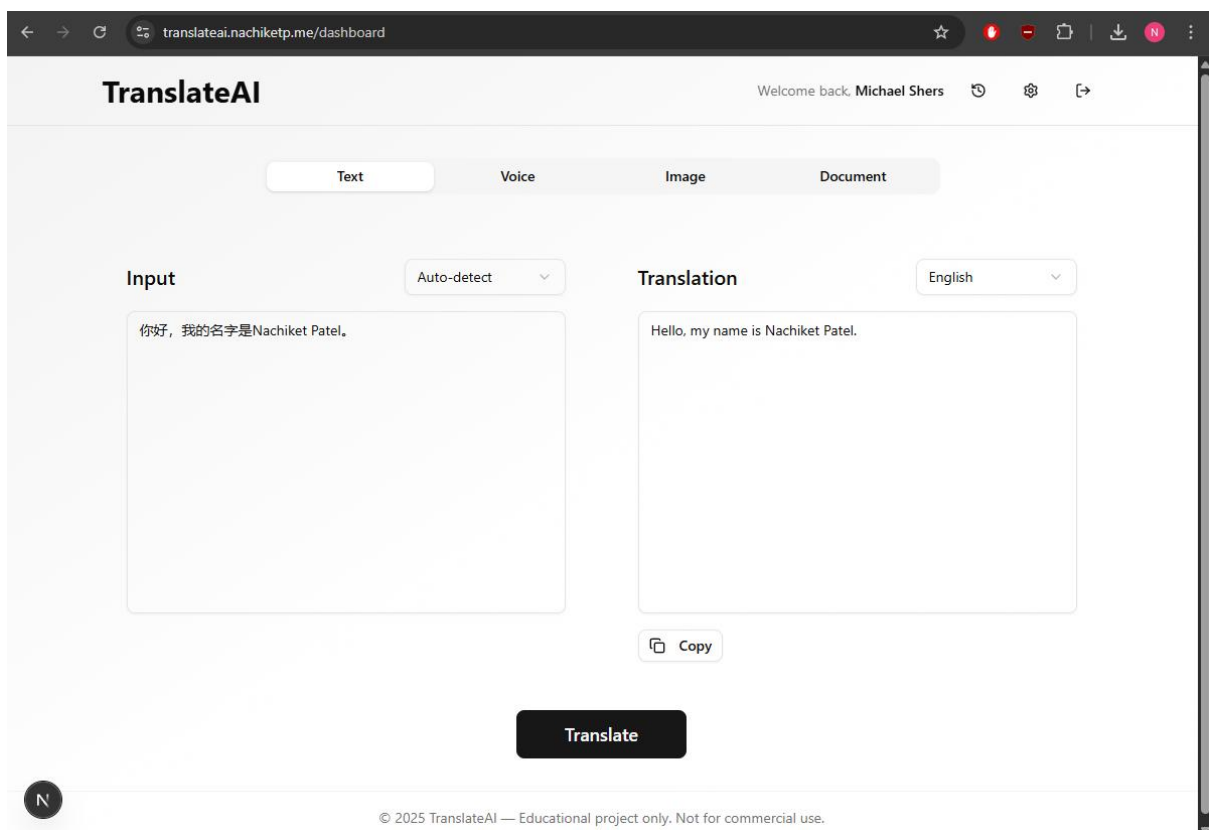 translateai.nachiketp.me/dashboard
N
TranslateAI
Welcome back, Michael Shers
Text
Voice
Image
Document
Input
Auto-detect
Translation
English
你好，我的名字是Nachiket Patel。
Hello, my name is Nachiket Patel.
Copy
Translate
N
© 2025 TranslateAI — Educational project only. Not for commercial use.